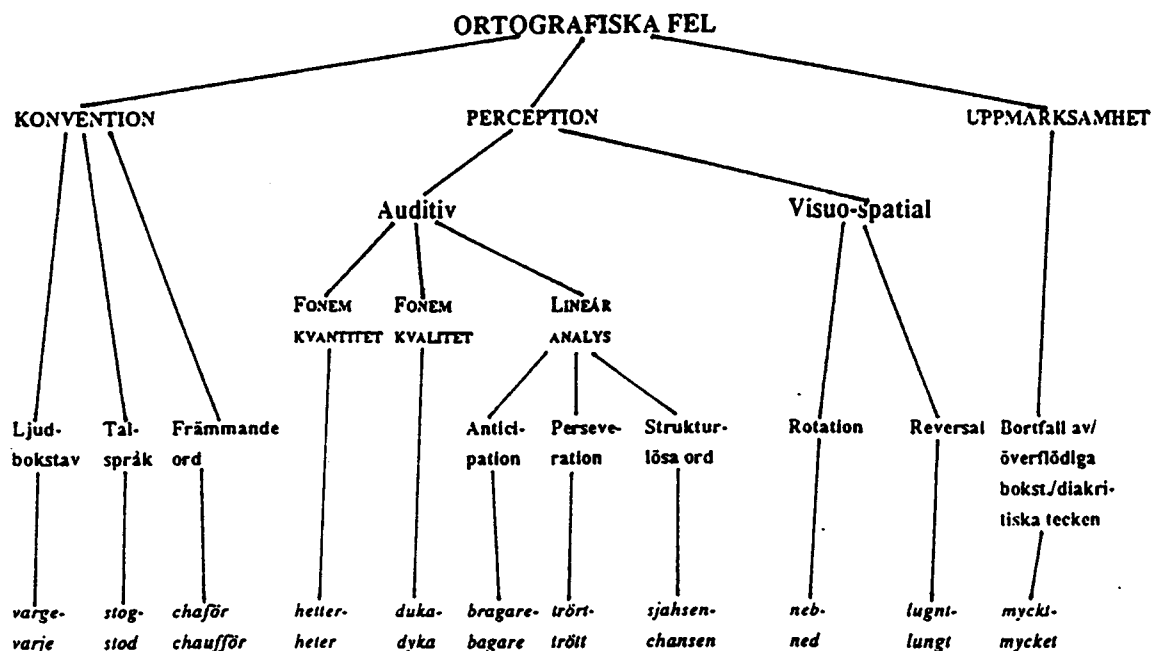 ORTOGRAFISKA FEL
KONVENTION PERCEPTION UPPMARKSAMHET
Auditiv Visuo-spatial
FONEM FONEM LINEÄR
KVANTITET KVALITET ANALYS
Ljud- Tal- Främmande Antici- Perseve- Struktur- Rotation Reversal Bortfall av/
bokstav språk ord pation ration lösa ord överflödiga
bokst./diakri-
tiska tecken
varge- stog- chaför hetter- duka- bragare- trört- sjahsen- neb- lugnt- myckt-
varje stod chaufför heter dyka bagare trött chansen ned lungt mycket